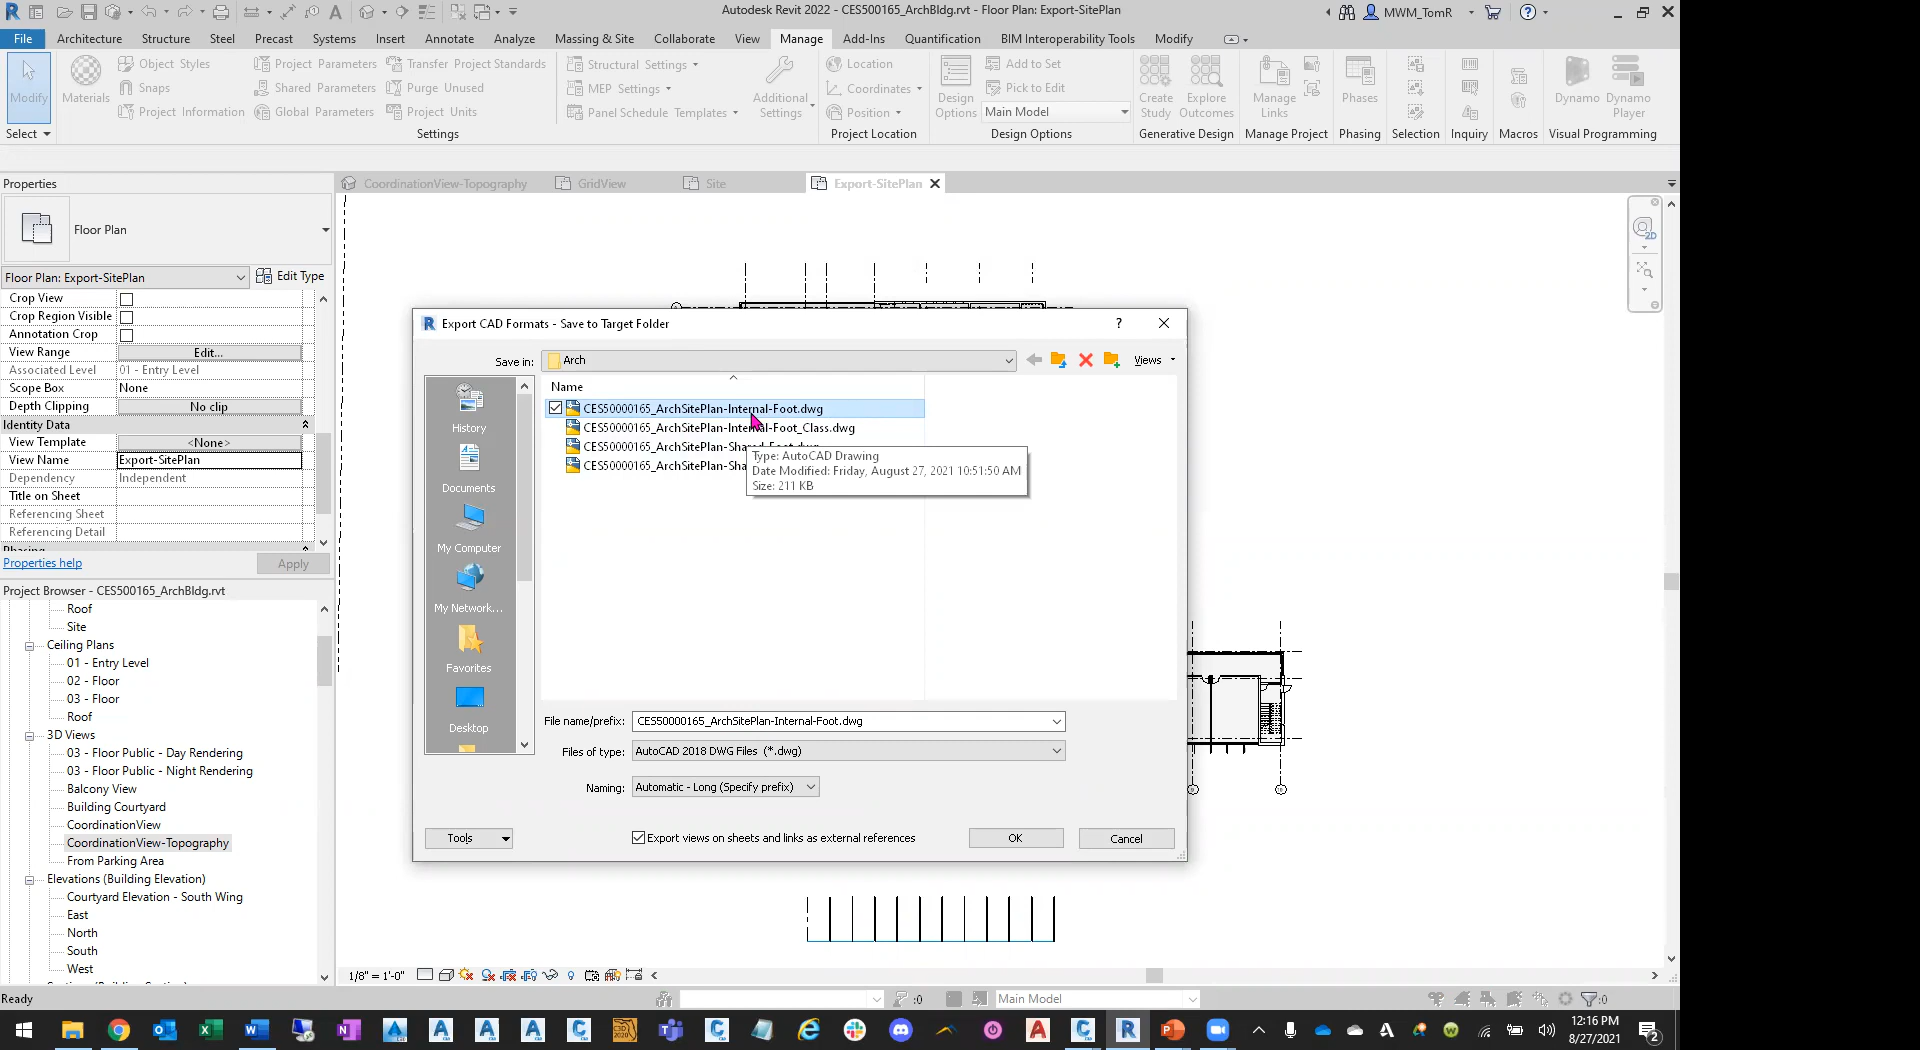 Autodesk Revit 2022 - CES500165_ArchBldg.rvt - Floor Plan: Export-SitePlan
MWM_TomR
File Architecture Structure Steel Precast Systems Insert Annotate Analyze Massing & Site Collaborate View Manage Add-Ins Quantification BIM Interoperability Tools Modify
Modify
Select
Materials
Object Styles
Snaps
Project Information
Project Parameters
Shared Parameters
Global Parameters
Transfer Project Standards
Purge Unused
Project Units
Settings
Structural Settings
MEP Settings
Panel Schedule Templates
Additional
Settings
Location
Coordinates
Position
Project Location
Design
Options
Add to Set
Pick to Edit
Main Model
Design Options
Create
Study
Explore
Outcomes
Generative Design
Manage
Links
Manage Project
Phases
Phasing
Selection
Inquiry
Macros
Dynamo
Dynamo
Player
Visual Programming
Properties
CoordinationView-Topography
GridView
Site
Export-SitePlan
Floor Plan
Floor Plan: Export-SitePlan
Edit Type
Crop View
Crop Region Visible
Annotation Crop
View Range Edit...
Associated Level 01 - Entry Level
Scope Box None
Depth Clipping No clip
Identity Data
View Template <None>
View Name Export-SitePlan
Dependency Independent
Title on Sheet
Referencing Sheet
Referencing Detail
Phasing
Properties help
Apply
Project Browser - CES500165_ArchBldg.rvt
Roof
Site
Ceiling Plans
01 - Entry Level
02 - Floor
03 - Floor
Roof
3D Views
03 - Floor Public - Day Rendering
03 - Floor Public - Night Rendering
Balcony View
Building Courtyard
CoordinationView
CoordinationView-Topography
From Parking Area
Elevations (Building Elevation)
Courtyard Elevation - South Wing
East
North
South
West
2D
Export CAD Formats - Save to Target Folder
?
Save in:
Arch
Views
Name
CES50000165_ArchSitePlan-Internal-Foot.dwg
CES50000165_ArchSitePlan-Internal-Foot_Class.dwg
CES50000165_ArchSitePlan-Shared-Foot.dwg
CES50000165_ArchSitePlan-Sha
Type: AutoCAD Drawing
Date Modified: Friday, August 27, 2021 10:51:50 AM
Size: 211 KB
History
Documents
My Computer
My Network...
Favorites
Desktop
File name/prefix: CES50000165_ArchSitePlan-Internal-Foot.dwg
Files of type: AutoCAD 2018 DWG Files (*.dwg)
Naming: Automatic - Long (Specify prefix)
Tools
Export views on sheets and links as external references
OK
Cancel
1/8" = 1'-0"
Ready
:0
Main Model
:0
12:16 PM
8/27/2021
2